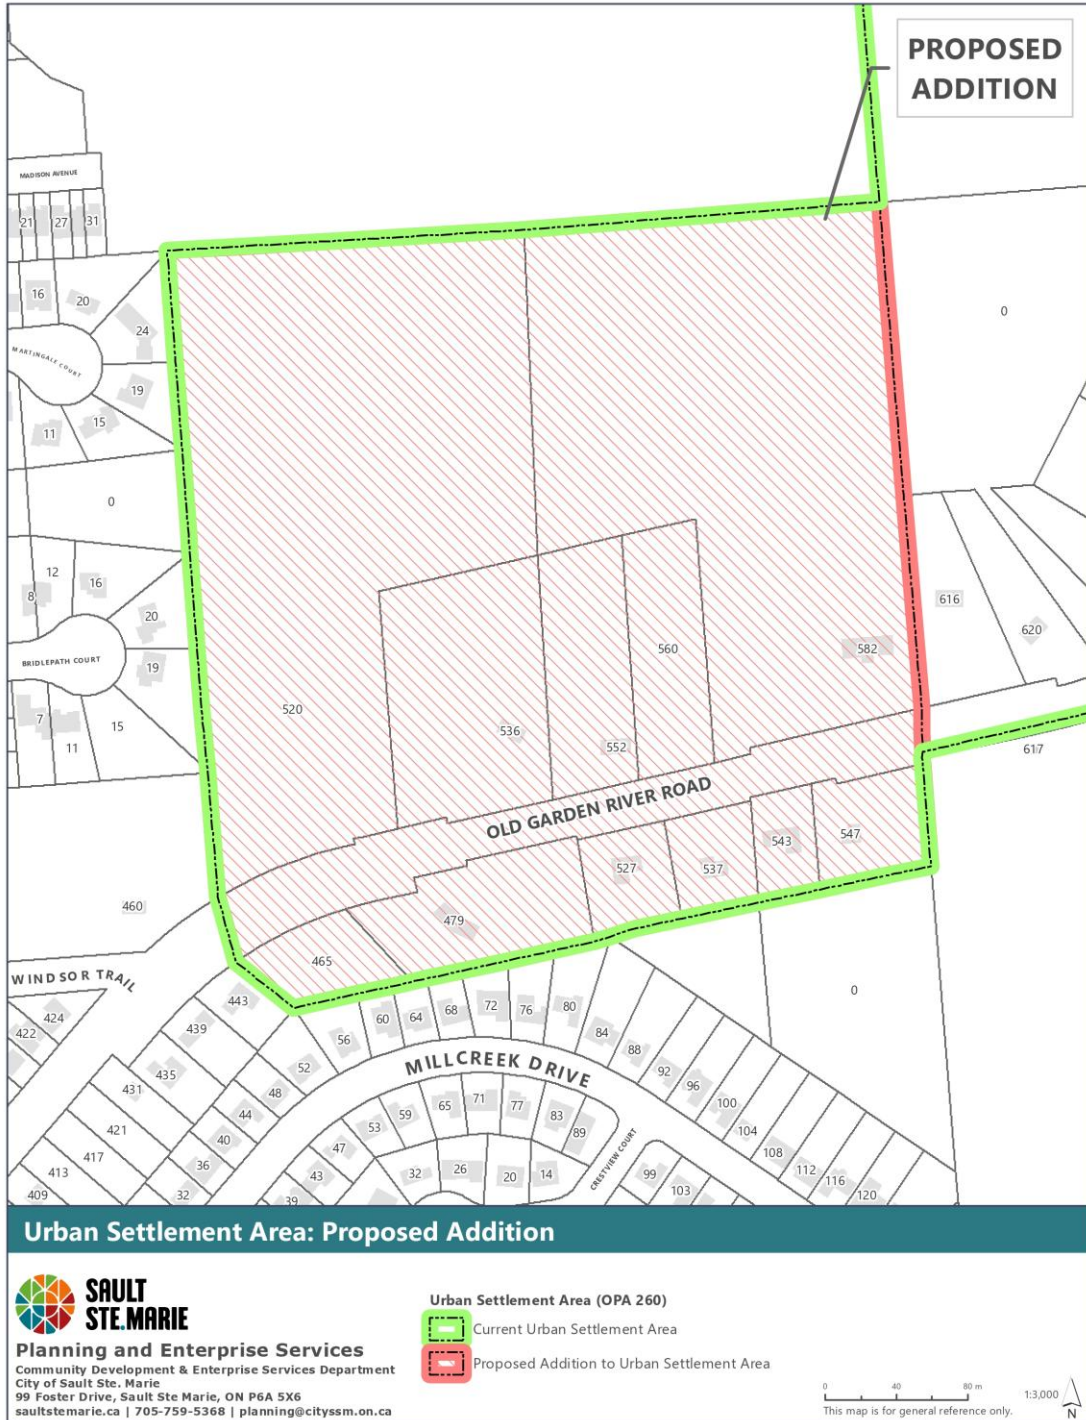 PROPOSED
ADDITION
MADISON AVENUE
21 27 31
16 20 24
MARTINGALE COURT
19
15
11
0
0
12
16
8
20
BRIDLEPATH COURT
19
7
15
11
520
536
552
560
582
616
620
617
OLD GARDEN RIVER ROAD
527
537
543
547
479
465
460
0
WINDSOR TRAIL
424
422
443
439
435
431
421
417
413
409
56
60 64 68 72 76 80
84
88
92
96
100
104
108
112
116
120
MILLCREEK DRIVE
52
48
44
40
36
32
39
43
47
53
59
65
71
77
83
89
32
26
20
14
CRESTVIEW COURT
99
103
Urban Settlement Area: Proposed Addition
SAULT
STE.MARIE
Planning and Enterprise Services
Community Development & Enterprise Services Department
City of Sault Ste. Marie
99 Foster Drive, Sault Ste Marie, ON P6A 5X6
saultstemarie.ca | 705-759-5368 | planning@cityssm.on.ca
Urban Settlement Area (OPA 260)
Current Urban Settlement Area
Proposed Addition to Urban Settlement Area
0 40 80 m
1:3,000
N
This map is for general reference only.